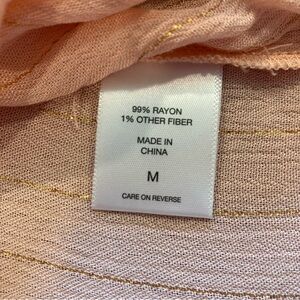 99% RAYON
1% OTHER FIBER
MADE IN
CHINA
M
CARE ON REVERSE